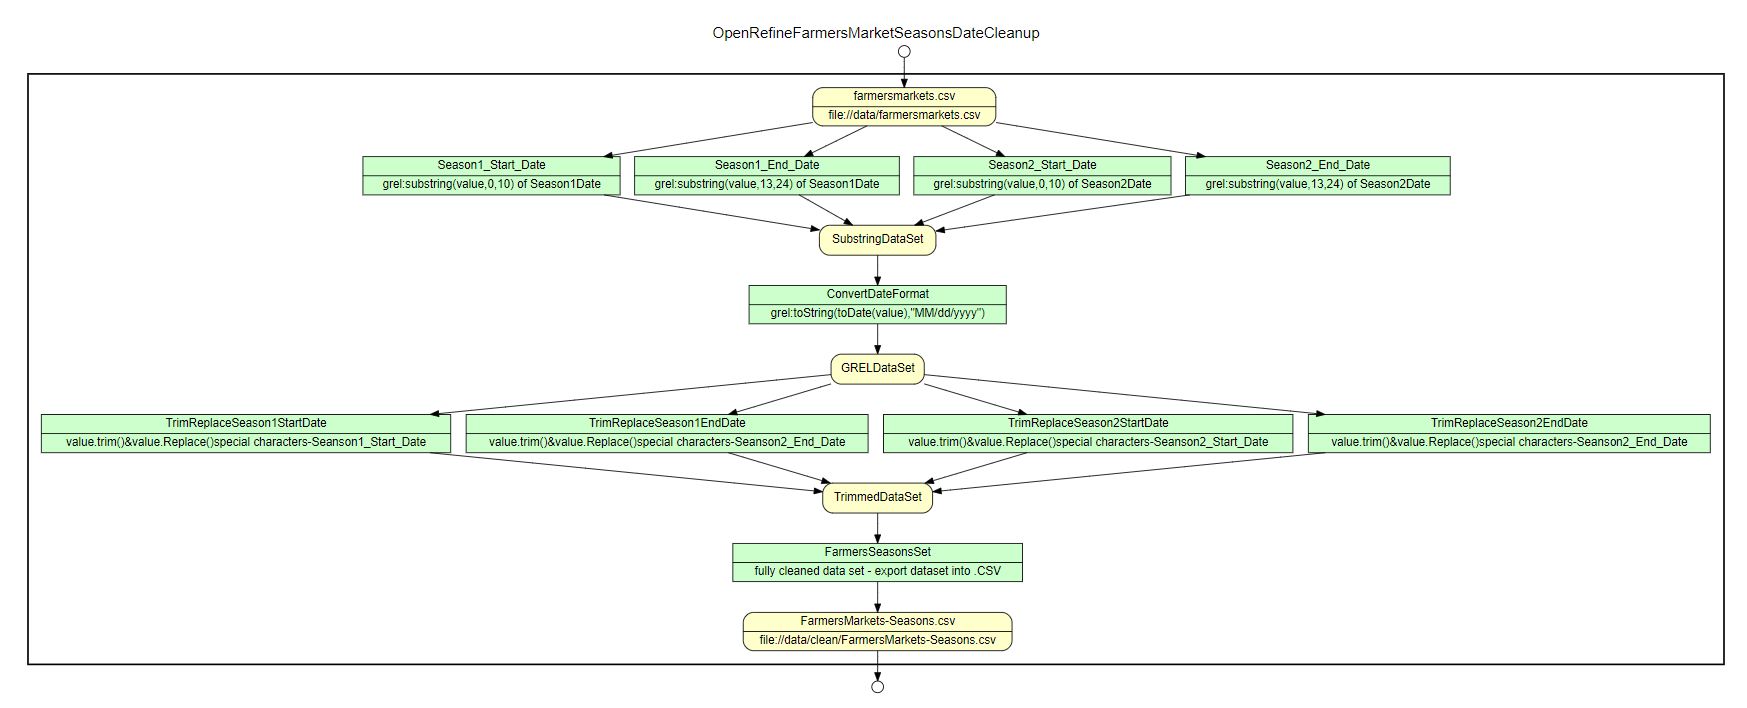 OpenRefineFarmersMarketSeasonsDateCleanup
farmersmarkets.csv
file://data/farmersmarkets.csv
Season1_Start_Date
grel:substring(value,0,10) of Season1Date
Season1_End_Date
grel:substring(value,13,24) of Season1Date
Season2_Start_Date
grel:substring(value,0,10) of Season2Date
Season2_End_Date
grel:substring(value,13,24) of Season2Date
SubstringDataSet
ConvertDateFormat
grel:toString(toDate(value),"MM/dd/yyyy")
GRELDataSet
TrimReplaceSeason1StartDate
value.trim()&value.Replace()special characters-Seanson1_Start_Date
TrimReplaceSeason1EndDate
value.trim()&value.Replace()special characters-Seanson2_End_Date
TrimReplaceSeason2StartDate
value.trim()&value.Replace()special characters-Seanson2_Start_Date
TrimReplaceSeason2EndDate
value.trim()&value.Replace()special characters-Seanson2_End_Date
TrimmedDataSet
FarmersSeasonsSet
fully cleaned data set - export dataset into .CSV
FarmersMarkets-Seasons.csv
file://data/clean/FarmersMarkets-Seasons.csv